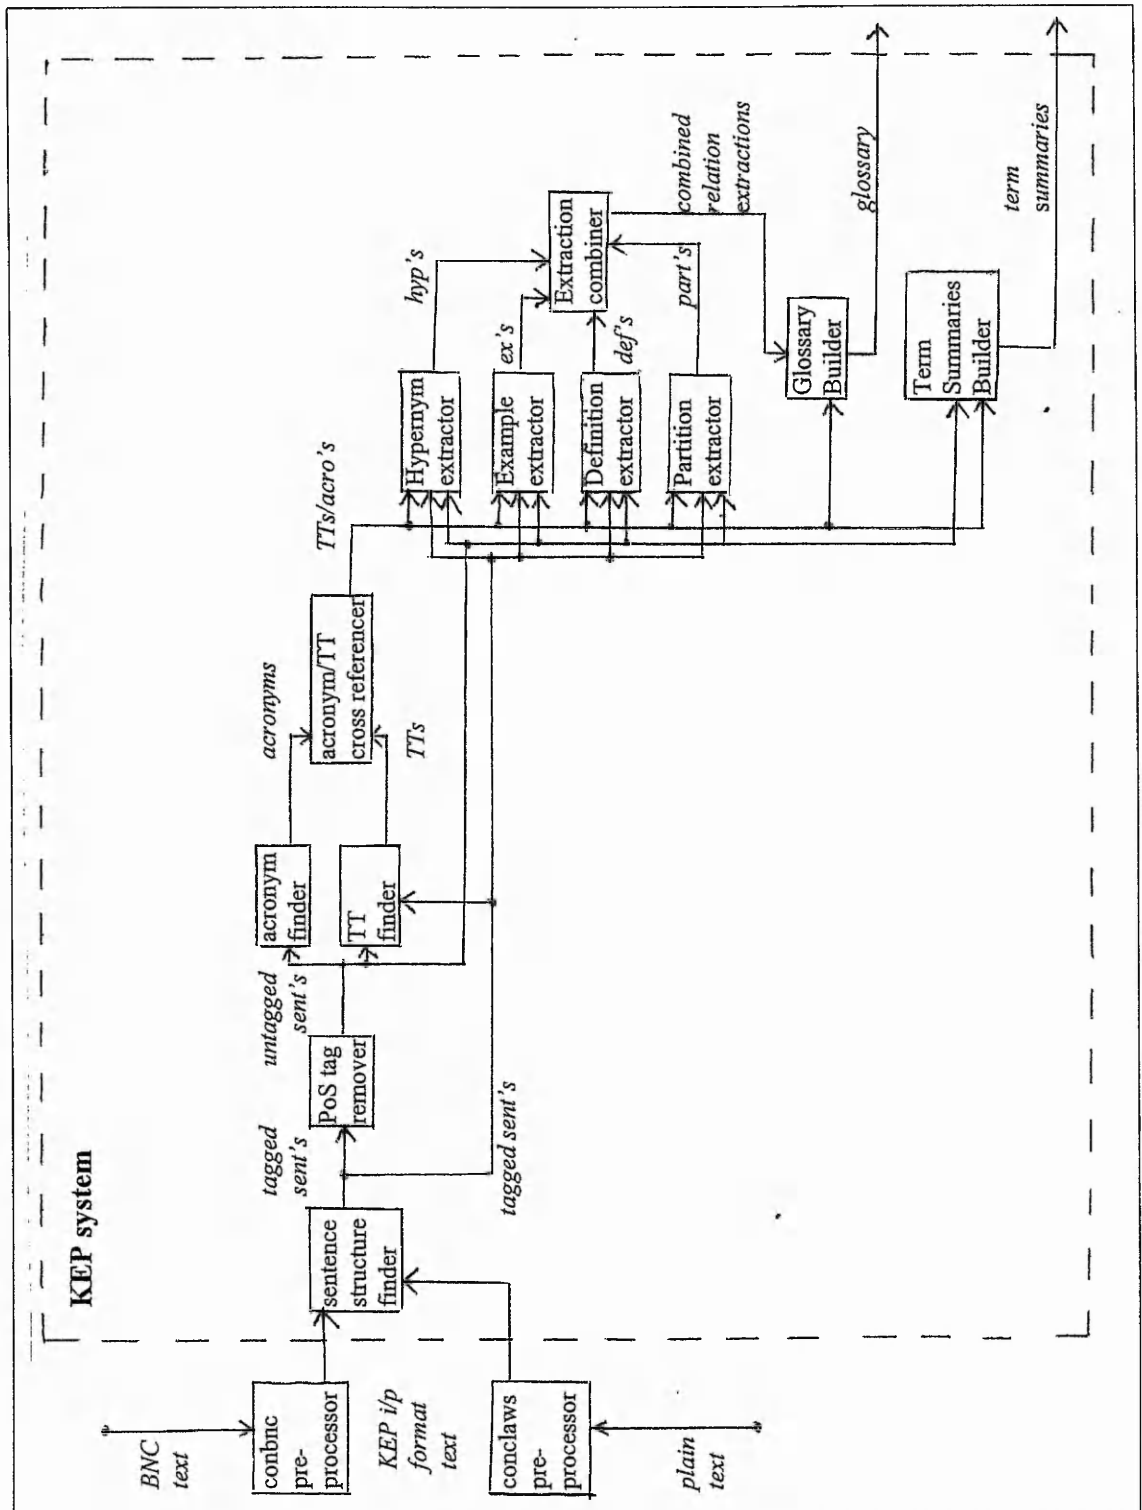 KEP system
BNC
text
conbnc
pre-
processor
KEP i/p
format
text
conclaws
pre-
processor
plain
text
sentence
structure
finder
tagged
sent's
tagged sent's
PoS tag
remover
untagged
sent's
acronym
finder
TT
finder
acronyms
TTs
acronym/TT
cross referencer
TTs/acro's
Hypernym
extractor
Example
extractor
Definition
extractor
Partition
extractor
hyp's
ex's
def's
part's
Extraction
combiner
combined
relation
extractions
Glossary
Builder
glossary
Term
Summaries
Builder
term
summaries